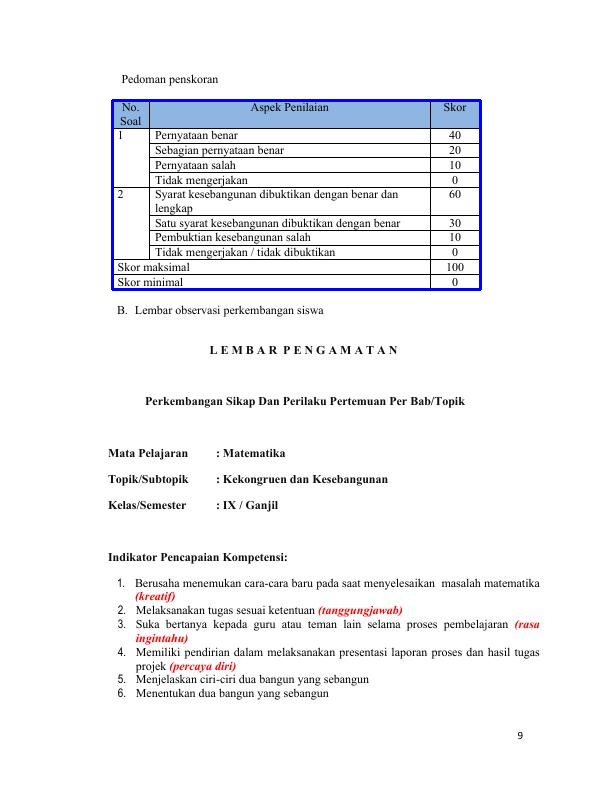 Pedoman penskoran
No. Aspek Penilaian Skor
Soal
1 Pernyataan benar 40
Sebagian pernyataan benar 20
Pernyataan salah 10
Tidak mengerjakan 0
2 Syarat kesebangunan dibuktikan dengan benar dan 60
lengkap
Satu syarat kesebangunan dibuktikan dengan benar 30
Pembuktian kesebangunan salah 10
Tidak mengerjakan / tidak dibuktikan 0
Skor maksimal 100
Skor minimal 0
B. Lembar observasi perkembangan siswa
L E M B A R P E N G A M A T A N
Perkembangan Sikap Dan Perilaku Pertemuan Per Bab/Topik
Mata Pelajaran : Matematika
Topik/Subtopik : Kekongruen dan Kesebangunan
Kelas/Semester : IX / Ganjil
Indikator Pencapaian Kompetensi:
1. Berusaha menemukan cara-cara baru pada saat menyelesaikan masalah matematika
(kreatif)
2. Melaksanakan tugas sesuai ketentuan (tanggungjawab)
3. Suka bertanya kepada guru atau teman lain selama proses pembelajaran (rasa
ingintahu)
4. Memiliki pendirian dalam melaksanakan presentasi laporan proses dan hasil tugas
projek (percaya diri)
5. Menjelaskan ciri-ciri dua bangun yang sebangun
6. Menentukan dua bangun yang sebangun
9